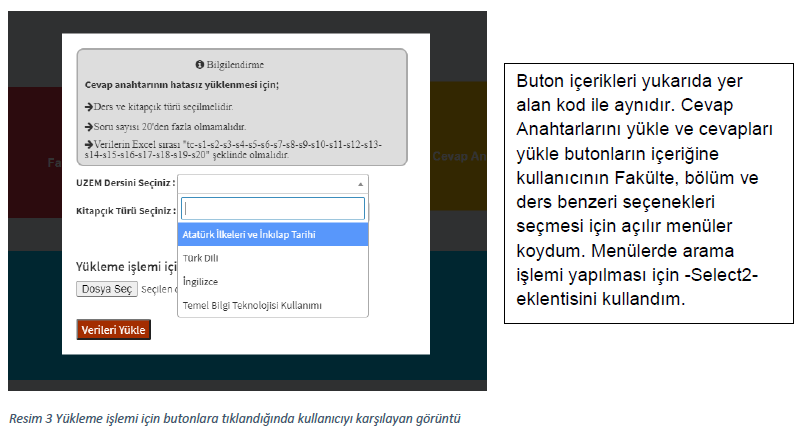 Bilgilendirme
Cevap anahtarının hatasız yüklenmesi için;
➔Ders ve kitapçık türü seçilmelidir.
➔Soru sayısı 20'den fazla olmamalıdır.
➔Verilerin Excel sırası "tc-s1-s2-s3-s4-s5-s6-s7-s8-s9-s10-s11-s12-s13-
s14-s15-s16-s17-s18-s19-s20" şeklinde olmalıdır.
Fa
Cevap An
UZEM Dersini Seçiniz :
Kitapçık Türü Seçiniz :
Atatürk İlkeleri ve İnkılap Tarihi
Türk Dili
İngilizce
Temel Bilgi Teknolojisi Kullanımı
Yükleme işlemi içi
Dosya Seç Seçilen
Verileri Yükle
Buton içerikleri yukarıda yer
alan kod ile aynıdır. Cevap
Anahtarlarını yükle ve cevapları
yükle butonların içeriğine
kullanıcının Fakülte, bölüm ve
ders benzeri seçenekleri
seçmesi için açılır menüler
koydum. Menülerde arama
işlemi yapılması için -Select2-
eklentisini kullandım.
Resim 3 Yükleme işlemi için butonlara tıklandığında kullanıcıyı karşılayan görüntü